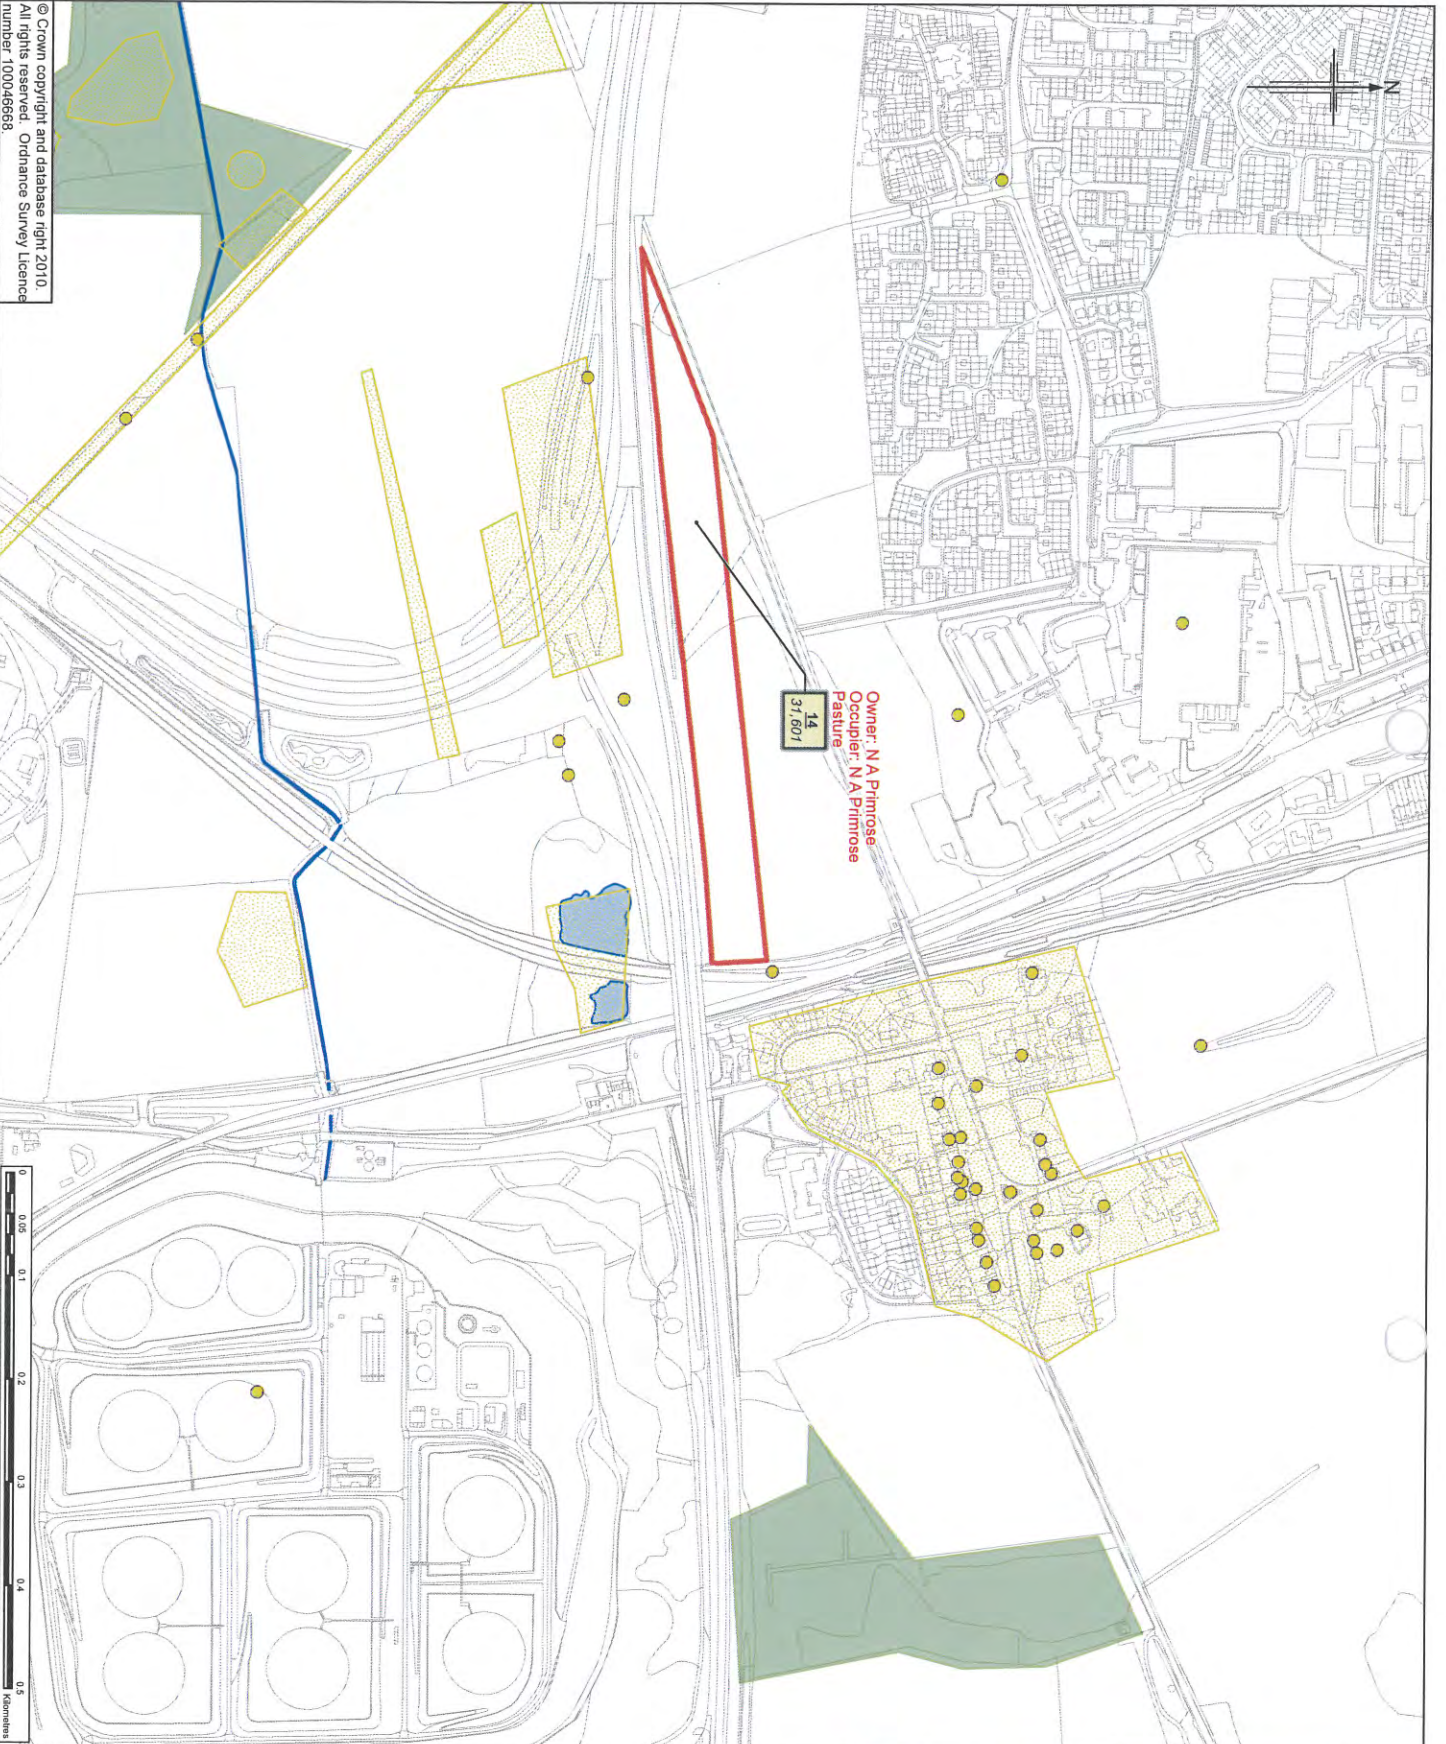 N
Owner: N A Primrose
Occupier: N A Primrose
Pasture
14
31,601
© Crown copyright and database right 2010.
All rights reserved. Ordnance Survey Licence
number 100046668.
0 0.05 0.1 0.2 0.3 0.4 0.5
Kilometres